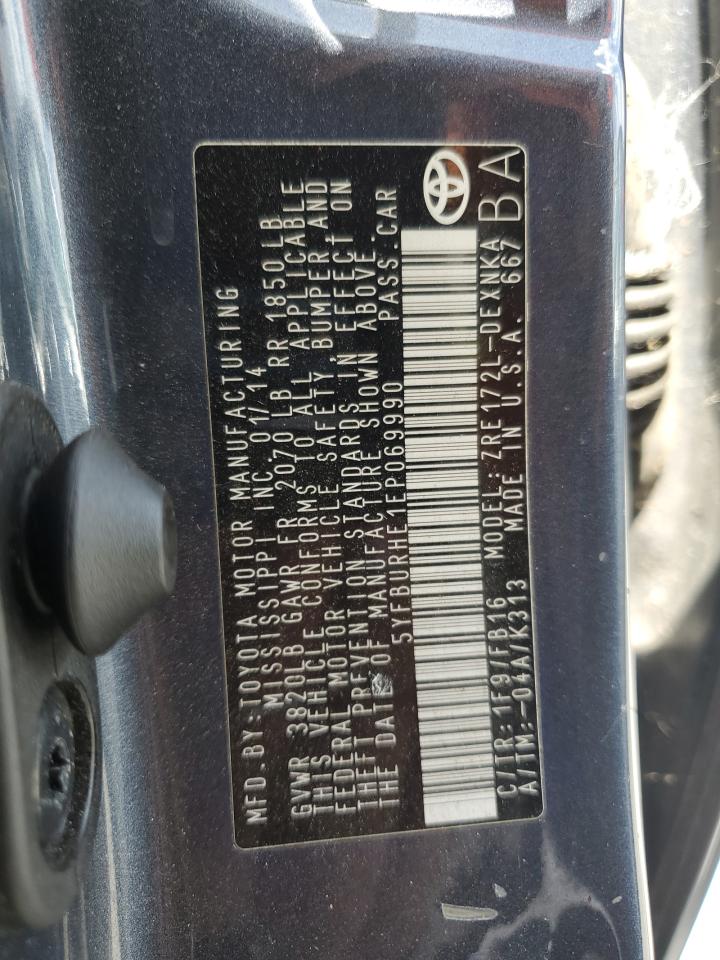 MFD.BY:TOYOTA MOTOR MANUFACTURING
MISSISSIPPI INC. 01/14
GVWR 3820LB GAWR FR 2070 LB RR 1850LB
THIS VEHICLE CONFORMS TO ALL APPLICABLE
FEDERAL MOTOR VEHICLE SAFETY, BUMPER AND
THEFT PREVENTION STANDARDS IN EFFECT ON
THE DATE OF MANUFACTURE SHOWN ABOVE.
5YFBURHE1EP069990 PASS.CAR
C/TR:1F9/FB16 MODEL:ZRE172L-DEXNKA
A/TM:-04A/K313 MADE IN U.S.A. 667 BA